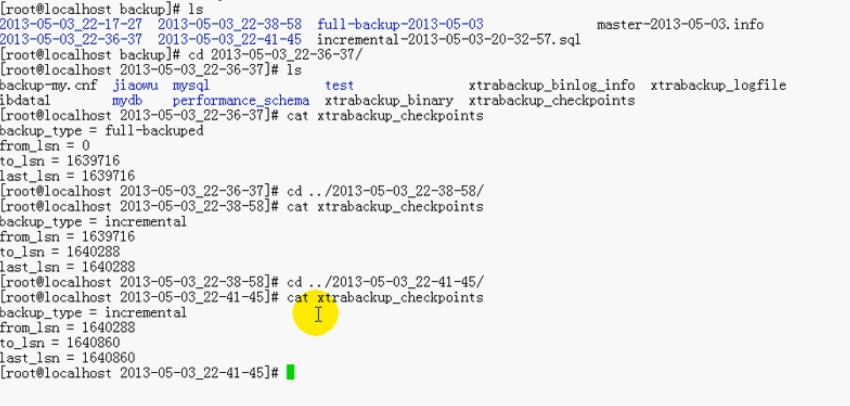 [root@localhost backup]# ls
2013-05-03_22-17-27  2013-05-03_22-38-58  full-backup-2013-05-03               master-2013-05-03.info
2013-05-03_22-36-37  2013-05-03_22-41-45  incremental-2013-05-03-20-32-57.sql
[root@localhost backup]# cd 2013-05-03_22-36-37/
[root@localhost 2013-05-03_22-36-37]# ls
backup-my.cnf  jiaowu  mysql               test               xtrabackup_binlog_info  xtrabackup_logfile
ibdata1        mydb    performance_schema  xtrabackup_binary  xtrabackup_checkpoints
[root@localhost 2013-05-03_22-36-37]# cat xtrabackup_checkpoints
backup_type = full-backuped
from_lsn = 0
to_lsn = 1639716
last_lsn = 1639716
[root@localhost 2013-05-03_22-36-37]# cd ../2013-05-03_22-38-58/
[root@localhost 2013-05-03_22-38-58]# cat xtrabackup_checkpoints
backup_type = incremental
from_lsn = 1639716
to_lsn = 1640288
last_lsn = 1640288
[root@localhost 2013-05-03_22-38-58]# cd ../2013-05-03_22-41-45/
[root@localhost 2013-05-03_22-41-45]# cat xtrabackup_checkpoints
backup_type = incremental
from_lsn = 1640288
to_lsn = 1640860
last_lsn = 1640860
[root@localhost 2013-05-03_22-41-45]#